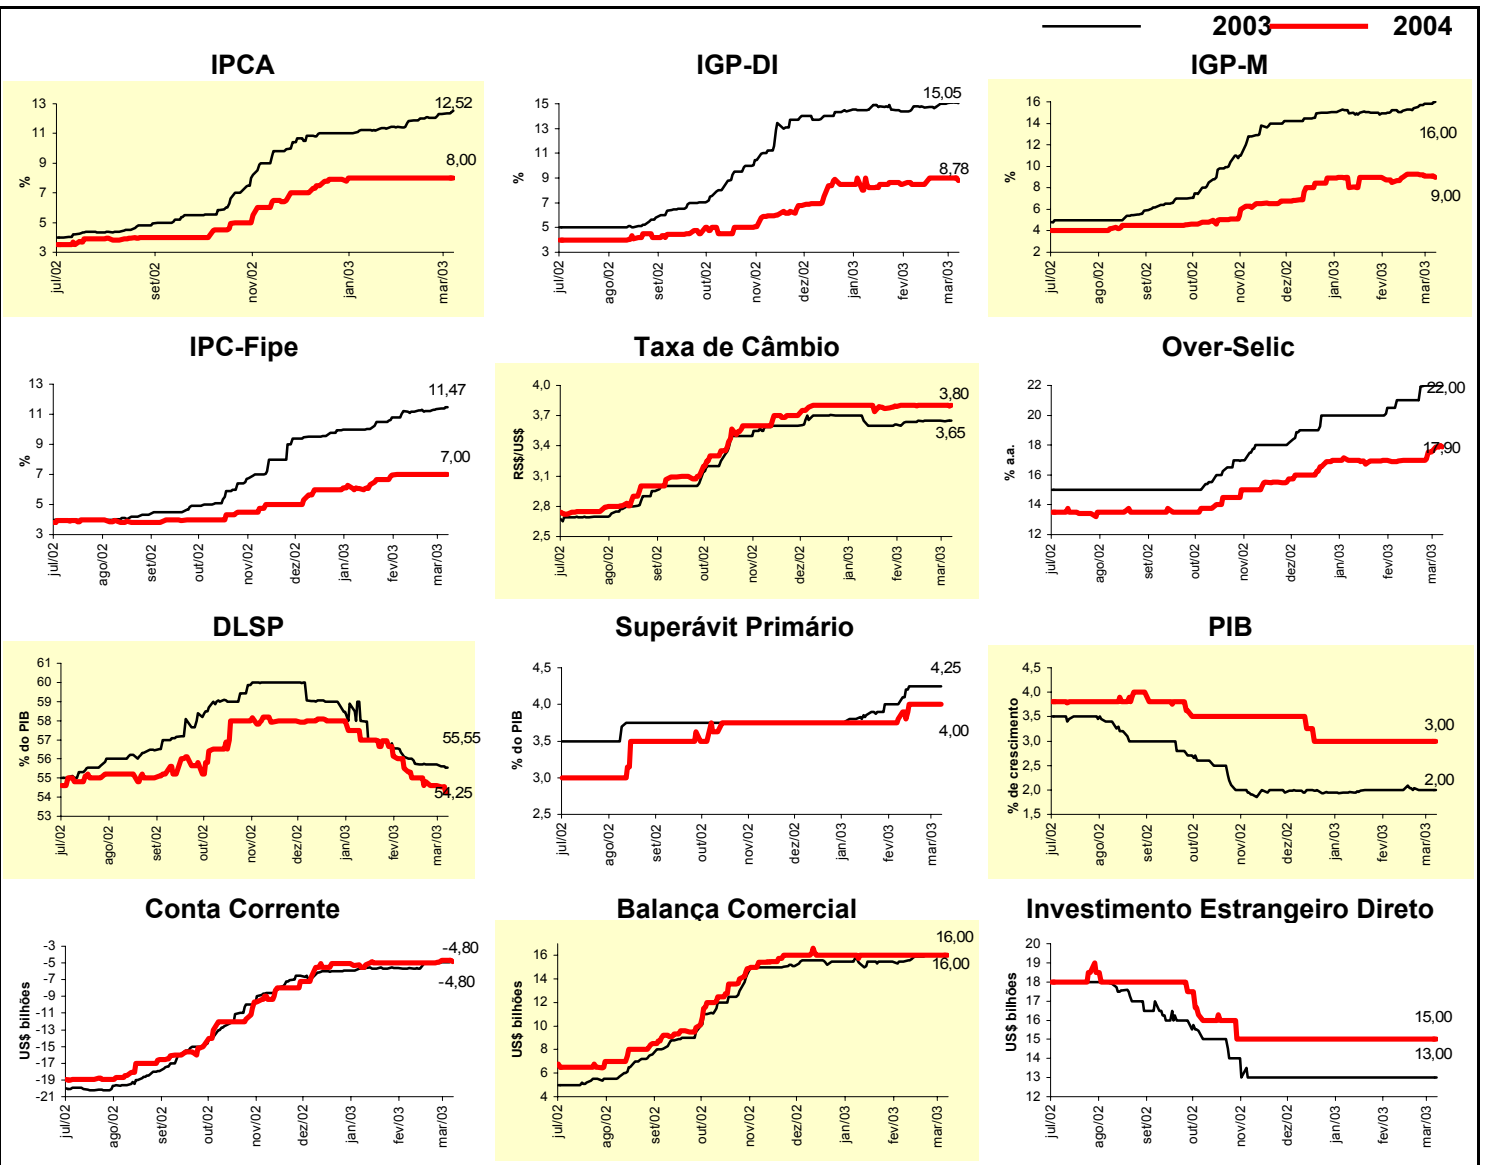 2003 2004
IPCA
12,52
8,00
13
11
9
7
5
3
%
jul/02
set/02
nov/02
jan/03
mar/03
IGP-DI
15,05
8,78
15
13
11
9
7
5
3
%
jul/02
ago/02
set/02
out/02
nov/02
dez/02
jan/03
fev/03
mar/03
IGP-M
16,00
9,00
16
14
12
10
8
6
4
2
%
jul/02
ago/02
set/02
out/02
nov/02
dez/02
jan/03
fev/03
mar/03
IPC-Fipe
11,47
7,00
13
11
9
7
5
3
%
jul/02
ago/02
set/02
out/02
nov/02
dez/02
jan/03
fev/03
mar/03
Taxa de Câmbio
3,80
3,65
4,0
3,7
3,4
3,1
2,8
2,5
RS$/US$
jul/02
ago/02
set/02
out/02
nov/02
dez/02
jan/03
fev/03
mar/03
Over-Selic
22,00
17,90
22
20
18
16
14
12
% a.a.
jul/02
ago/02
set/02
out/02
nov/02
dez/02
jan/03
fev/03
mar/03
DLSP
55,55
54,25
61
60
59
58
57
56
55
54
53
% do PIB
jul/02
ago/02
set/02
out/02
nov/02
dez/02
jan/03
fev/03
mar/03
Superávit Primário
4,25
4,00
4,5
4,0
3,5
3,0
2,5
% do PIB
jul/02
ago/02
set/02
out/02
nov/02
dez/02
jan/03
fev/03
mar/03
PIB
3,00
2,00
4,5
4,0
3,5
3,0
2,5
2,0
1,5
% de crescimento
jul/02
ago/02
set/02
out/02
nov/02
dez/02
jan/03
fev/03
mar/03
Conta Corrente
-4,80
-4,80
-3
-5
-7
-9
-11
-13
-15
-17
-19
-21
US$ bilhões
jul/02
ago/02
set/02
out/02
nov/02
dez/02
jan/03
fev/03
mar/03
Balança Comercial
16,00
16,00
16
14
12
10
8
6
4
US$ bilhões
jul/02
ago/02
set/02
out/02
nov/02
dez/02
jan/03
fev/03
mar/03
Investimento Estrangeiro Direto
15,00
13,00
20
19
18
17
16
15
14
13
12
US$ bilhões
jul/02
ago/02
set/02
out/02
nov/02
dez/02
jan/03
fev/03
mar/03